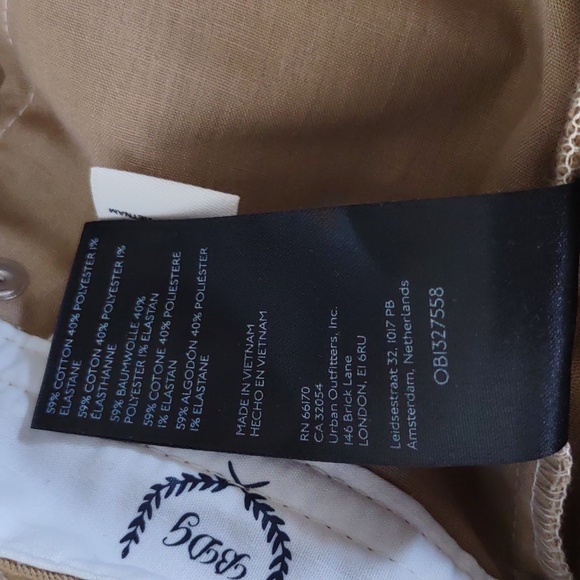 59% COTTON 40% POLYESTER 1%
ELASTANE
59% COTON 40% POLYESTER 1%
ÉLASTHANNE
59% BAUMWOLLE 40%
POLYESTER 1% ELASTAN
59% COTONE 40% POLIESTERE
1% ELASTAN
59% ALGODÓN 40% POLIÉSTER
1% ELASTANE
MADE IN VIETNAM
HECHO EN VIETNAM
RN 66170
CA 32054
Urban Outfitters, Inc.
146 Brick Lane
LONDON, E1 6RU
Leidsestraat 32, 1017 PB
Amsterdam, Netherlands
OB1327558
VIETNAM
BDG